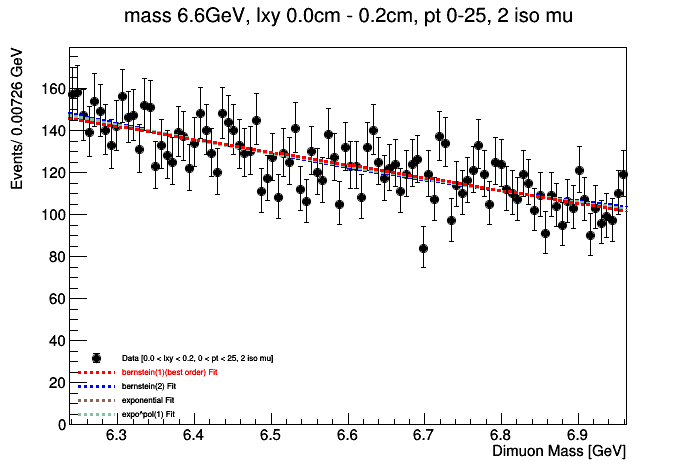 mass 6.6GeV, lxy 0.0cm - 0.2cm, pt 0-25, 2 iso mu
Events/ 0.00726 GeV
160
140
120
100
80
60
40
20
0
Data [0.0 < lxy < 0.2, 0 < pt < 25, 2 iso mu]
bernstein(1)(best order) Fit
bernstein(2) Fit
exponential Fit
expo*pol(1) Fit
6.3 6.4 6.5 6.6 6.7 6.8 6.9
Dimuon Mass [GeV]